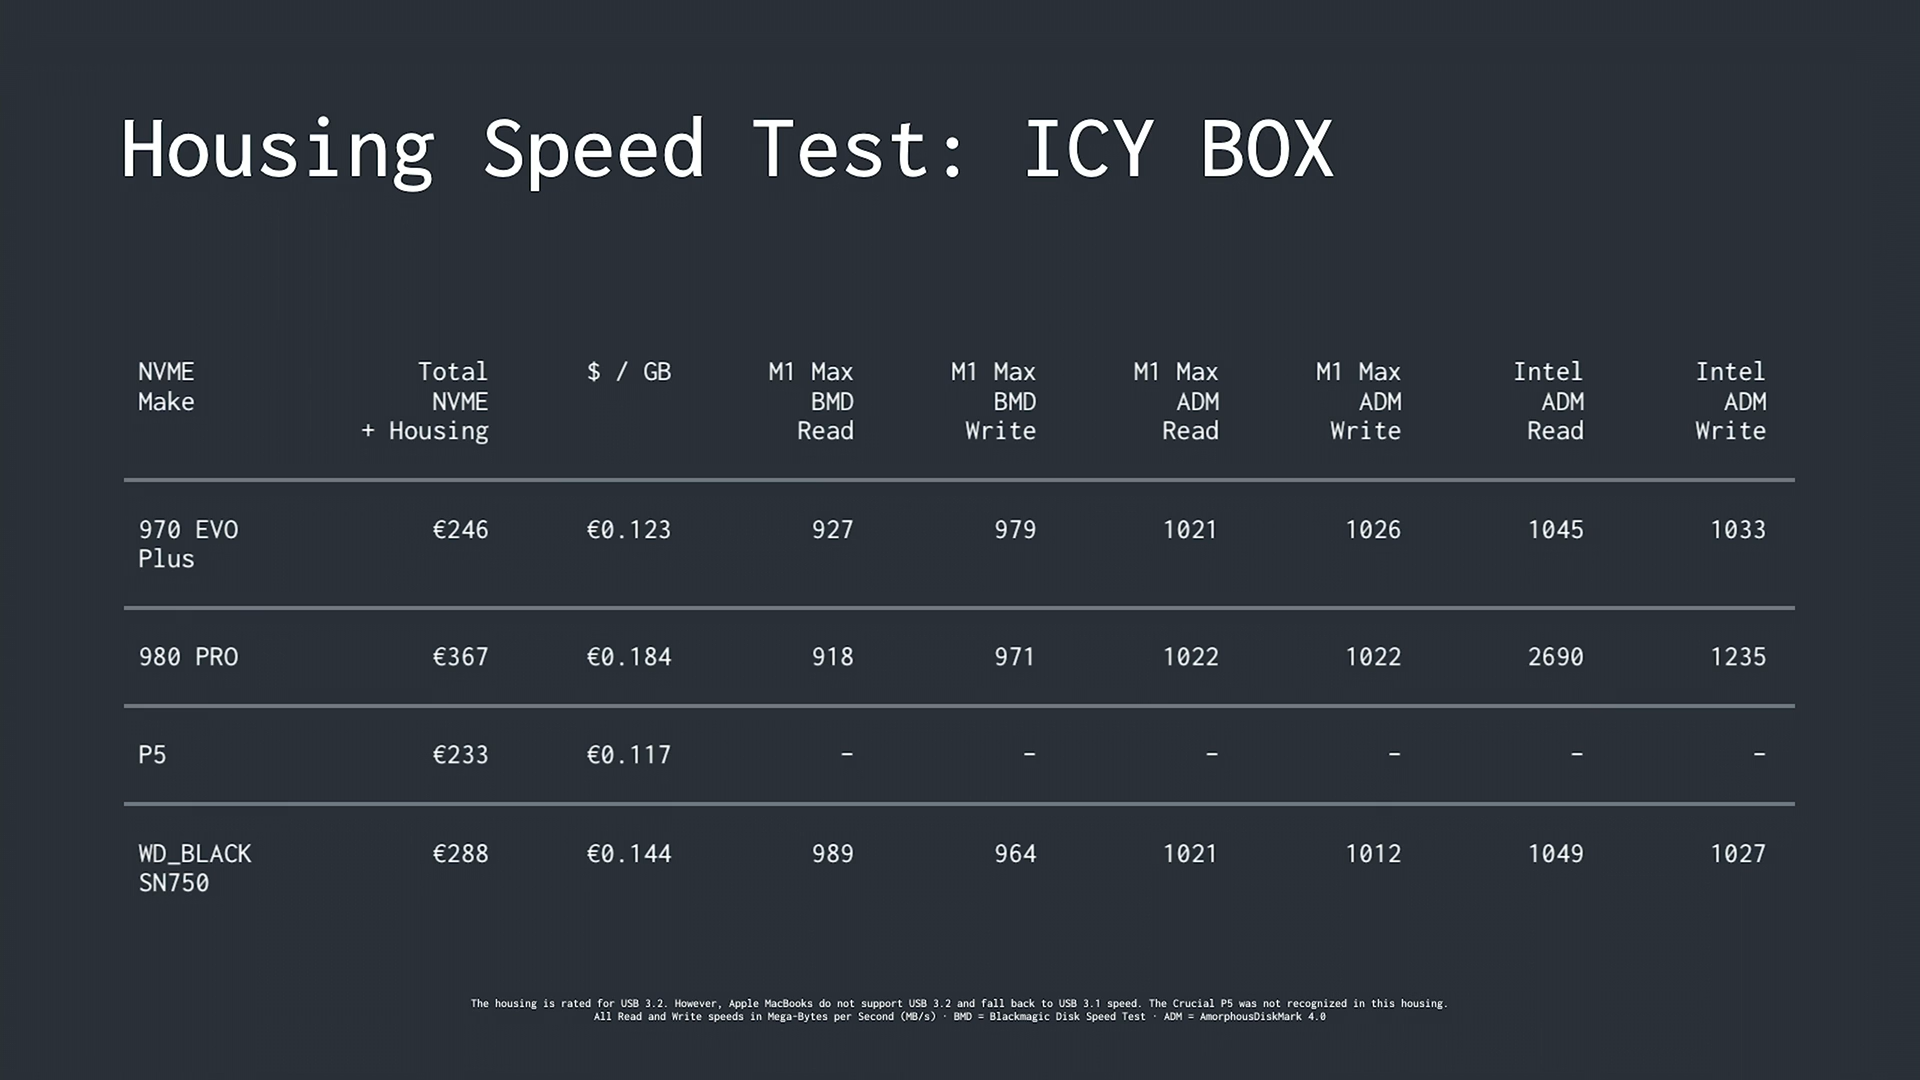 Housing Speed Test: ICY BOX
NVME Make Total NVME + Housing $ / GB M1 Max BMD Read M1 Max BMD Write M1 Max ADM Read M1 Max ADM Write Intel ADM Read Intel ADM Write
970 EVO Plus €246 €0.123 927 979 1021 1026 1045 1033
980 PRO €367 €0.184 918 971 1022 1022 2690 1235
P5 €233 €0.117 – – – – – –
WD_BLACK SN750 €288 €0.144 989 964 1021 1012 1049 1027
The housing is rated for USB 3.2. However, Apple MacBooks do not support USB 3.2 and fall back to USB 3.1 speed. The Crucial P5 was not recognized in this housing.
All Read and Write speeds in Mega-Bytes per Second (MB/s) · BMD = Blackmagic Disk Speed Test · ADM = AmorphousDiskMark 4.0